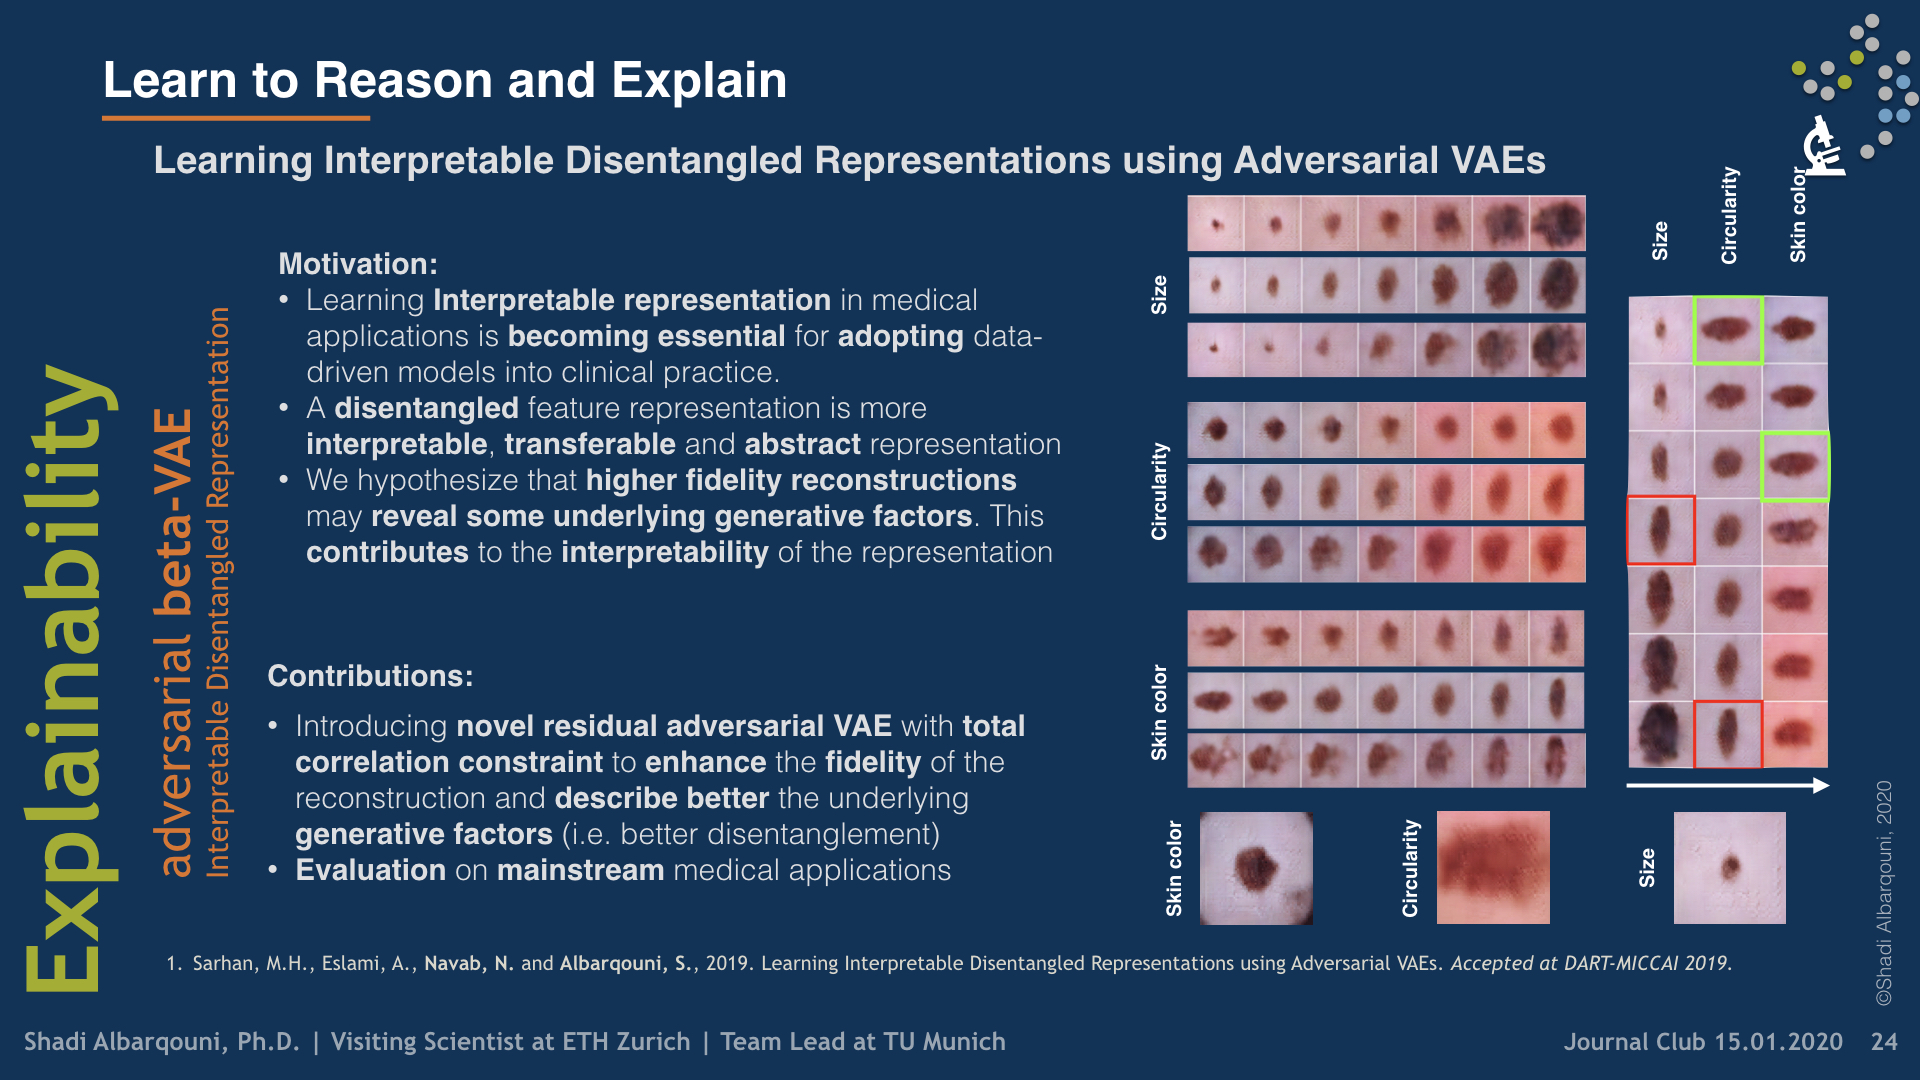 Learn to Reason and Explain
Learning Interpretable Disentangled Representations using Adversarial VAEs
Explainability
adversarial beta-VAE
Interpretable Disentangled Representation
Motivation:
• Learning Interpretable representation in medical
applications is becoming essential for adopting data-
driven models into clinical practice.
• A disentangled feature representation is more
interpretable, transferable and abstract representation
• We hypothesize that higher fidelity reconstructions
may reveal some underlying generative factors. This
contributes to the interpretability of the representation
Contributions:
• Introducing novel residual adversarial VAE with total
correlation constraint to enhance the fidelity of the
reconstruction and describe better the underlying
generative factors (i.e. better disentanglement)
• Evaluation on mainstream medical applications
Size
Circularity
Skin color
Size
Circularity
Skin color
Skin color
Circularity
Size
1. Sarhan, M.H., Eslami, A., Navab, N. and Albarqouni, S., 2019. Learning Interpretable Disentangled Representations using Adversarial VAEs. Accepted at DART-MICCAI 2019.
©Shadi Albarqouni, 2020
Shadi Albarqouni, Ph.D. | Visiting Scientist at ETH Zurich | Team Lead at TU Munich
Journal Club 15.01.2020 24